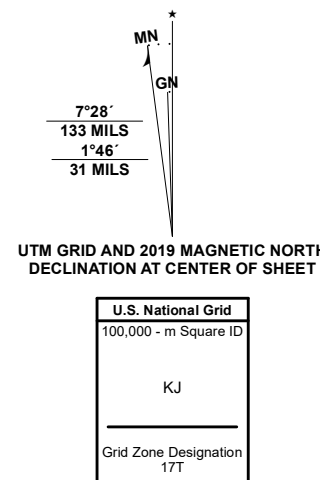 ★
MN
GN
7°28´
133 MILS
1°46´
31 MILS
UTM GRID AND 2019 MAGNETIC NORTH
DECLINATION AT CENTER OF SHEET
U.S. National Grid
100,000 - m Square ID
KJ
Grid Zone Designation
17T